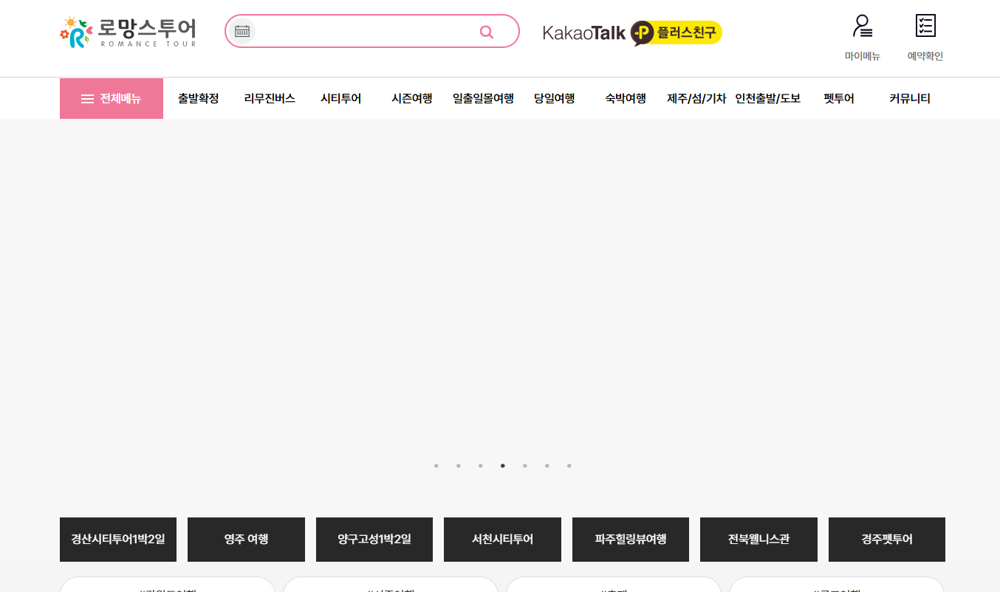 로망스투어
ROMANCE TOUR
KakaoTalk P 플러스친구
마이메뉴
예약확인
전체메뉴
출발확정
리무진버스
시티투어
시즌여행
일출일몰여행
당일여행
숙박여행
제주/섬/기차
인천출발/도보
펫투어
커뮤니티
경산시티투어1박2일
영주 여행
양구고성1박2일
서천시티투어
파주힐링뷰여행
전북웰니스관
경주펫투어